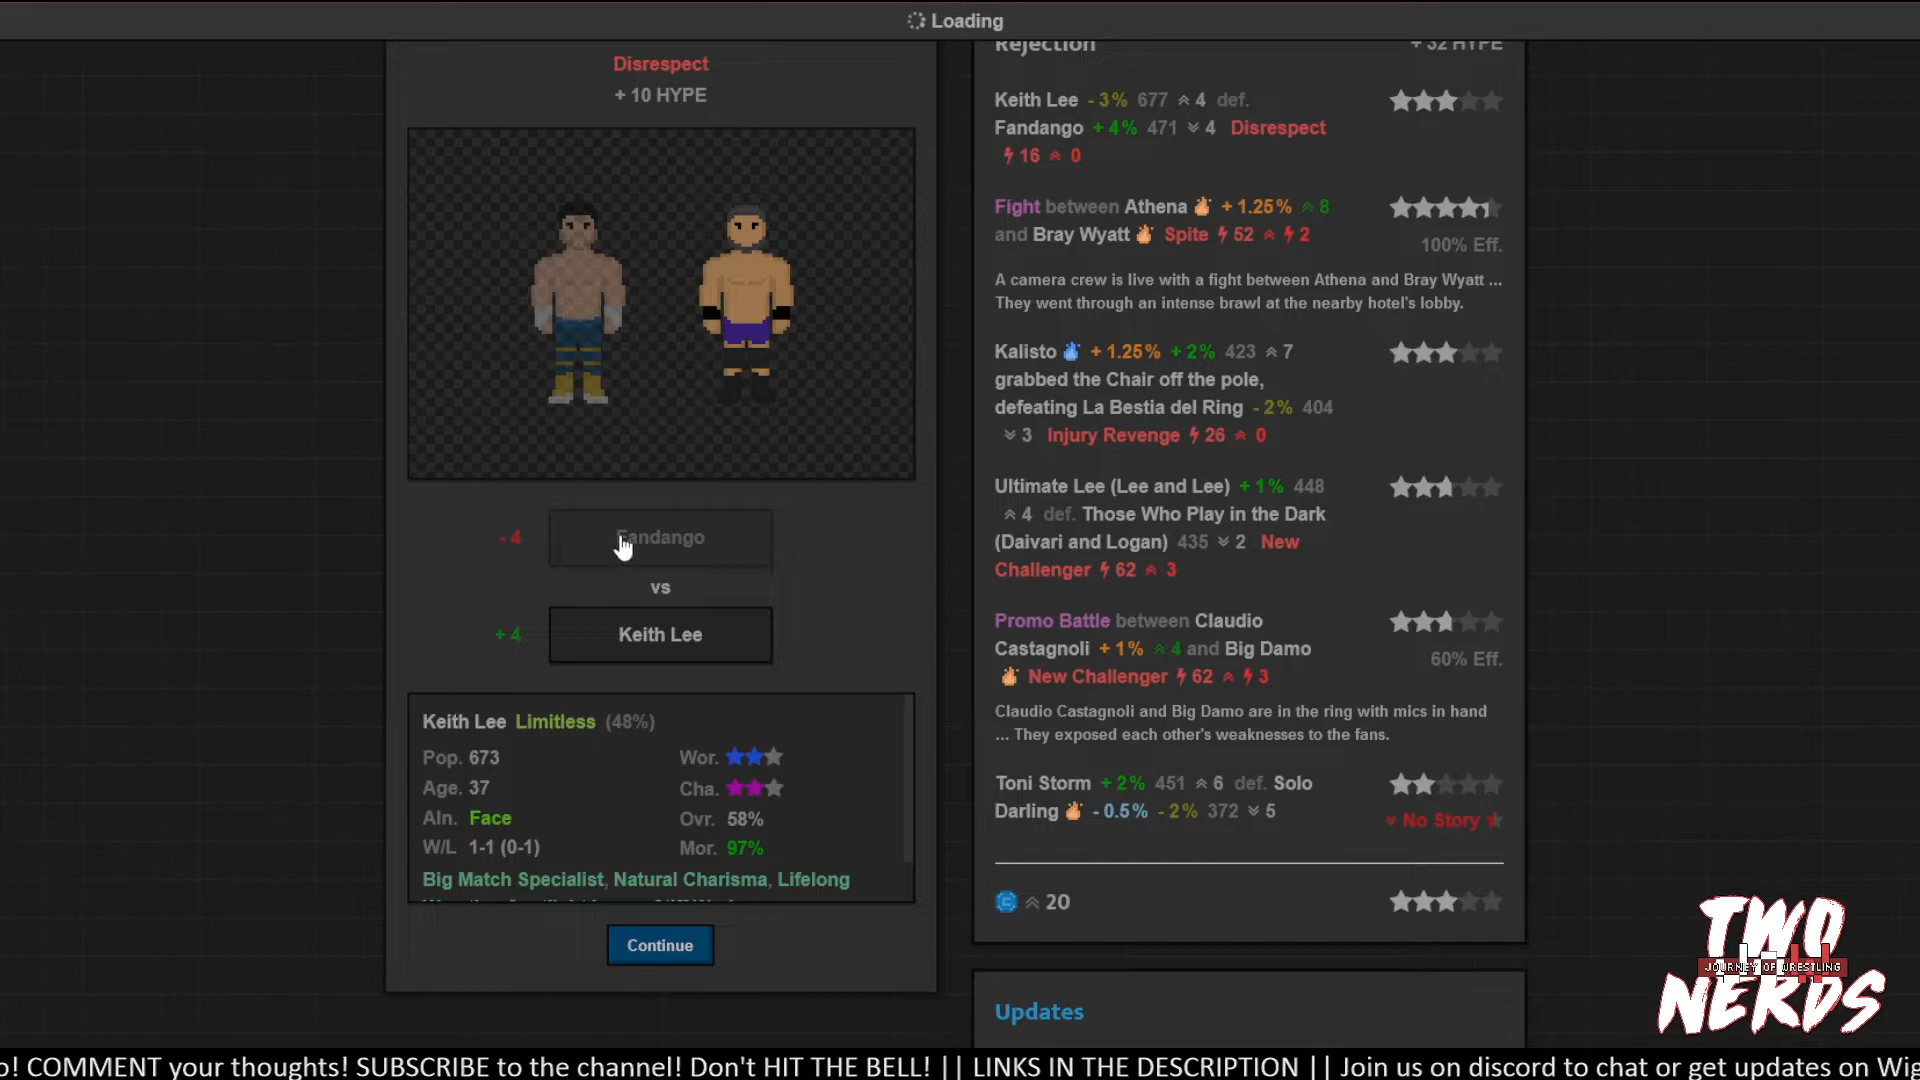 Loading
Disrespect
+ 10 HYPE
- 4 Fandango
vs
+ 4 Keith Lee
Keith Lee Limitless (48%)
Pop. 673 Wor.
Age. 37 Cha.
Aln. Face Ovr. 58%
W/L 1-1 (0-1) Mor. 97%
Big Match Specialist, Natural Charisma, Lifelong
Continue
Rejection + 32 HYPE
Keith Lee - 3% 677 4 def.
Fandango + 4% 471 4 Disrespect
16 0
Fight between Athena + 1.25% 8
and Bray Wyatt Spite 52 2
100% Eff.
A camera crew is live with a fight between Athena and Bray Wyatt ...
They went through an intense brawl at the nearby hotel's lobby.
Kalisto + 1.25% + 2% 423 7
grabbed the Chair off the pole,
defeating La Bestia del Ring - 2% 404
3 Injury Revenge 26 0
Ultimate Lee (Lee and Lee) + 1% 448
4 def. Those Who Play in the Dark
(Daivari and Logan) 435 2 New
Challenger 62 3
Promo Battle between Claudio
Castagnoli + 1% 4 and Big Damo
60% Eff.
New Challenger 62 3
Claudio Castagnoli and Big Damo are in the ring with mics in hand
... They exposed each other's weaknesses to the fans.
Toni Storm + 2% 451 6 def. Solo
Darling - 0.5% - 2% 372 5
No Story
20
Updates
TWO
JOURNEY OF WRESTLING
NERDS
o! COMMENT your thoughts! SUBSCRIBE to the channel! Don't HIT THE BELL! || LINKS IN THE DESCRIPTION || Join us on discord to chat or get updates on Wig